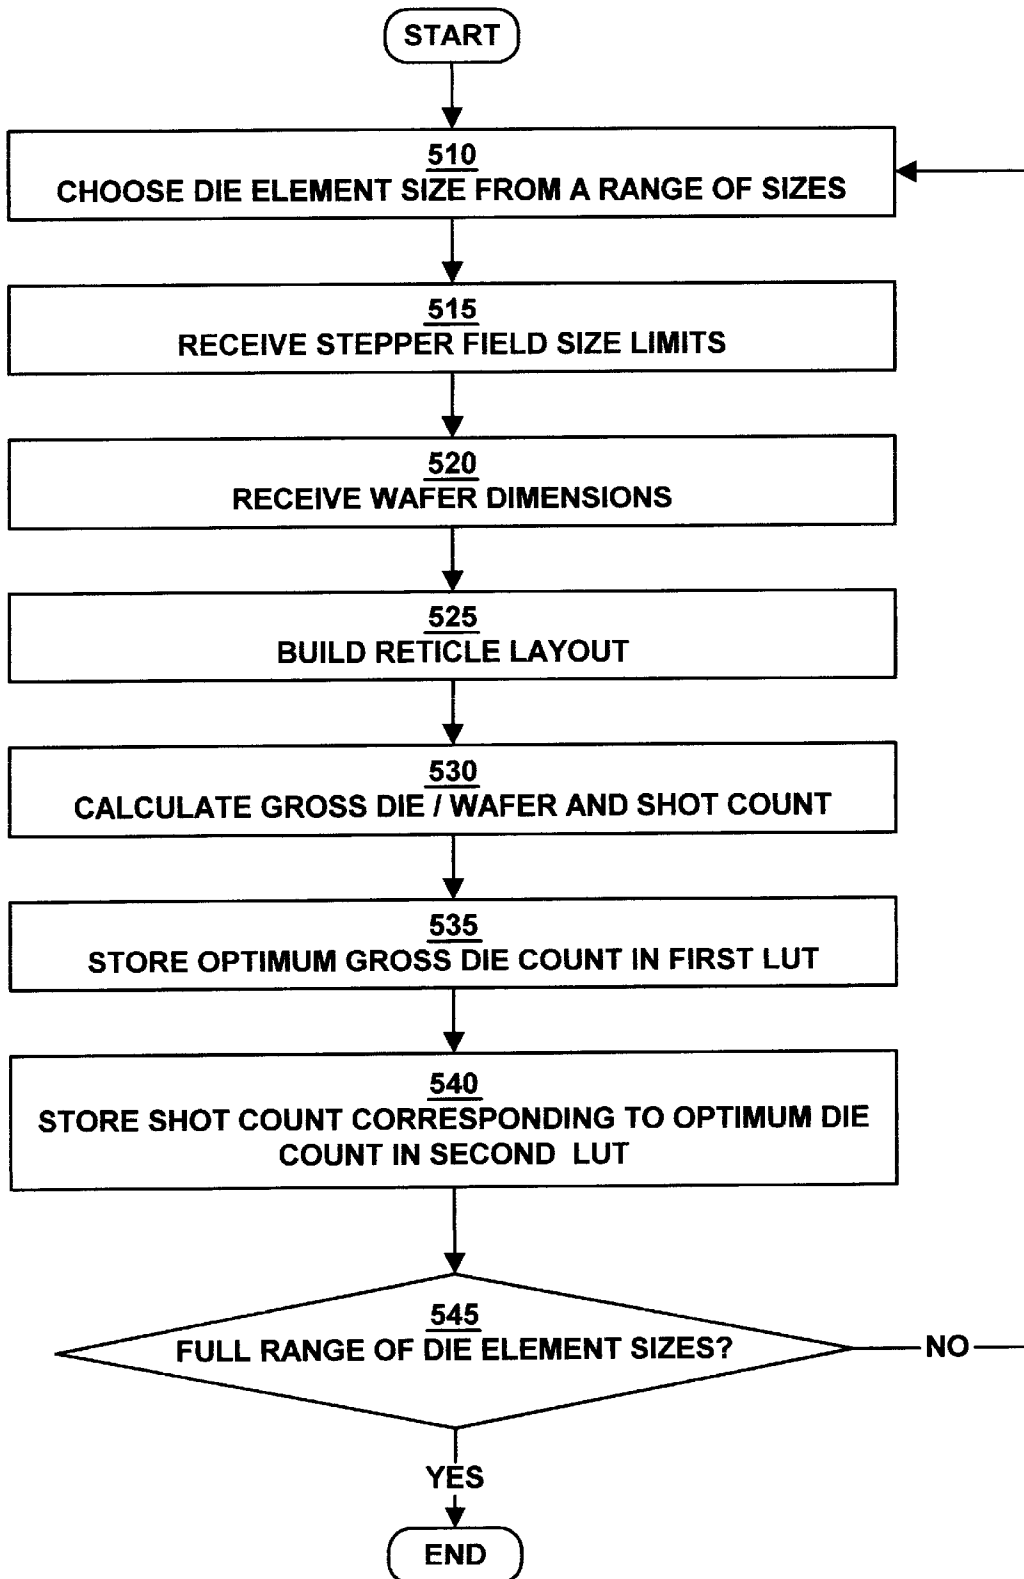 START
510
CHOOSE DIE ELEMENT SIZE FROM A RANGE OF SIZES
515
RECEIVE STEPPER FIELD SIZE LIMITS
520
RECEIVE WAFER DIMENSIONS
525
BUILD RETICLE LAYOUT
530
CALCULATE GROSS DIE / WAFER AND SHOT COUNT
535
STORE OPTIMUM GROSS DIE COUNT IN FIRST LUT
540
STORE SHOT COUNT CORRESPONDING TO OPTIMUM DIE
COUNT IN SECOND LUT
545
FULL RANGE OF DIE ELEMENT SIZES?
NO
YES
END